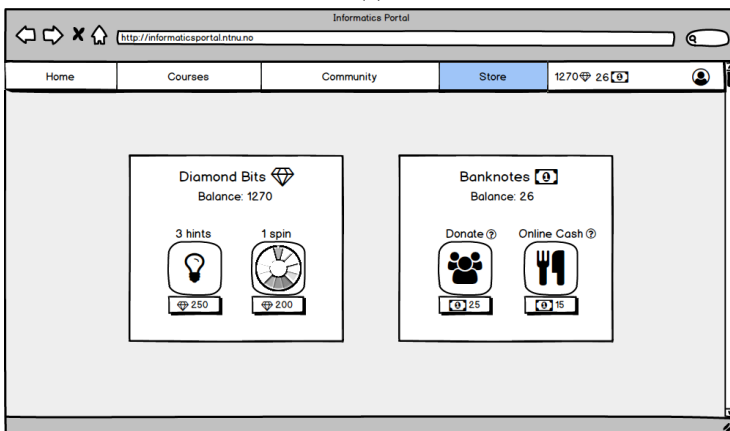 Informatics Portal
http://informaticsportal.ntnu.no
Home Courses Community Store 1270 26
Diamond Bits
Balance: 1270
3 hints 1 spin
250 200
Banknotes
Balance: 26
Donate ? Online Cash ?
25 15